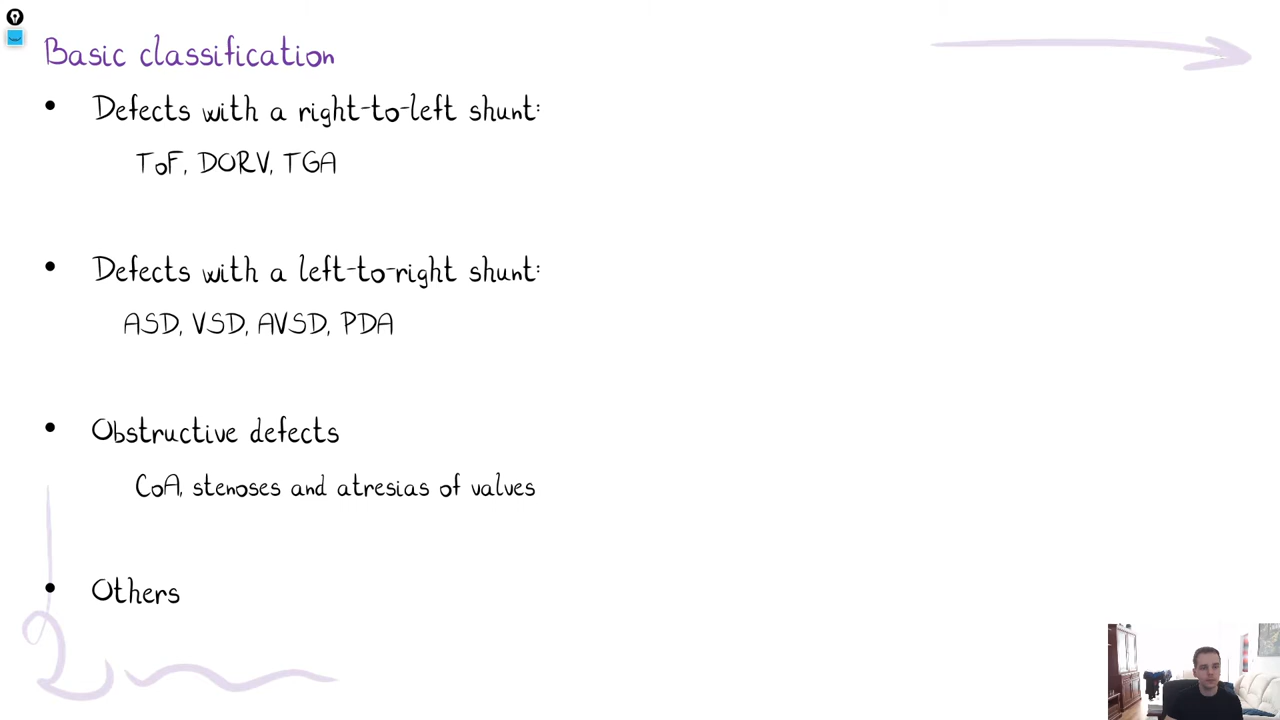 Basic classification
• Defects with a right-to-left shunt:
ToF, DORV, TGA
• Defects with a left-to-right shunt:
ASD, VSD, AVSD, PDA
• Obstructive defects
CoA, stenoses and atresias of valves
• Others